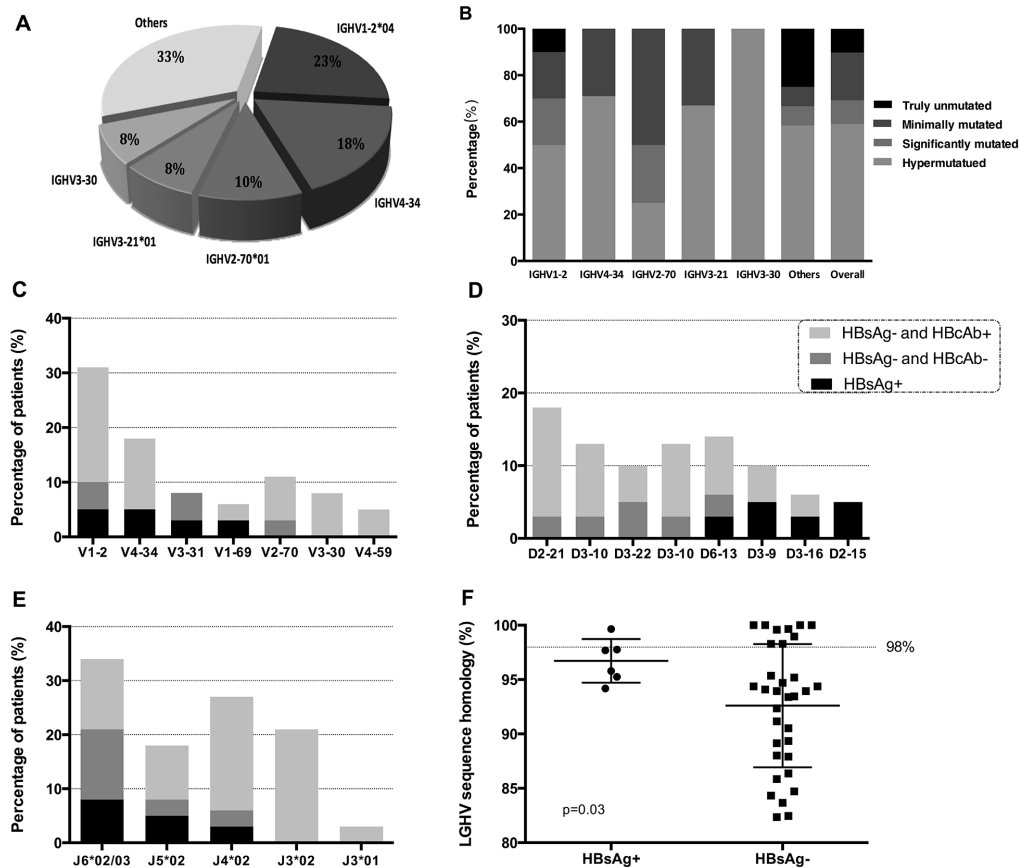 A
Others
33%
IGHV1-2*04
23%
18%
IGHV4-34
10%
IGHV2-70*01
8%
IGHV3-21*01
8%
IGHV3-30
B
Percentage(%)
100
80
60
40
20
0
IGHV1-2 IGHV4-34 IGHV2-70 IGHV3-21 IGHV3-30 Others Overall
Truly unmutated
Minimally mutated
Significantly mutated
Hypermutatued
C
Percentage of patients (%)
40
30
20
10
0
V1-2 V4-34 V3-31 V1-69 V2-70 V3-30 V4-59
D
Percentage of patients (%)
30
20
10
0
D2-21 D3-10 D3-22 D3-10 D6-13 D3-9 D3-16 D2-15
HBsAg- and HBcAb+
HBsAg- and HBcAb-
HBsAg+
E
Percentage of patients (%)
40
30
20
10
0
J6*02/03 J5*02 J4*02 J3*02 J3*01
F
LGHV sequence homology (%)
100
95
90
85
80
98%
p=0.03
HBsAg+ HBsAg-